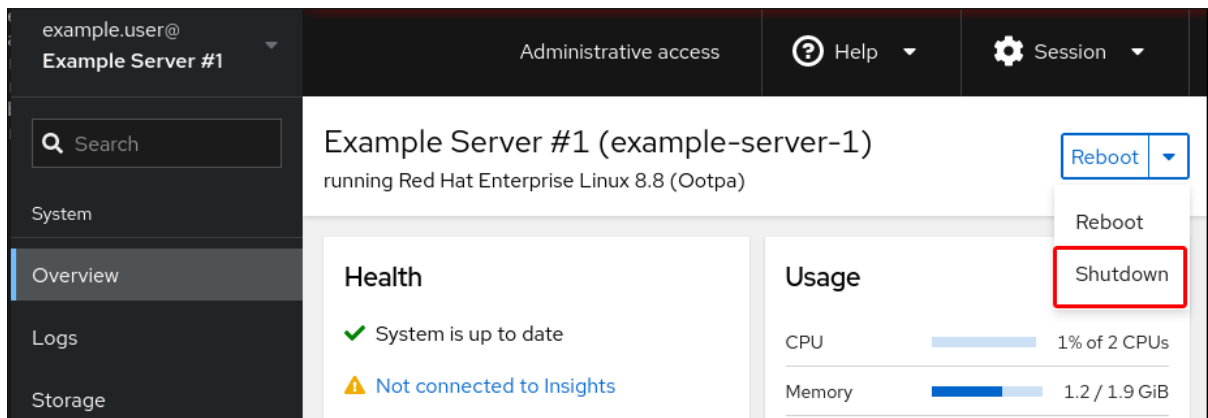 example.user@
Example Server #1
Administrative access
Help
Session
Search
System
Overview
Logs
Storage
Example Server #1 (example-server-1)
running Red Hat Enterprise Linux 8.8 (Ootpa)
Reboot
Reboot
Shutdown
Health
System is up to date
Not connected to Insights
Usage
CPU 1% of 2 CPUs
Memory 1.2 / 1.9 GiB